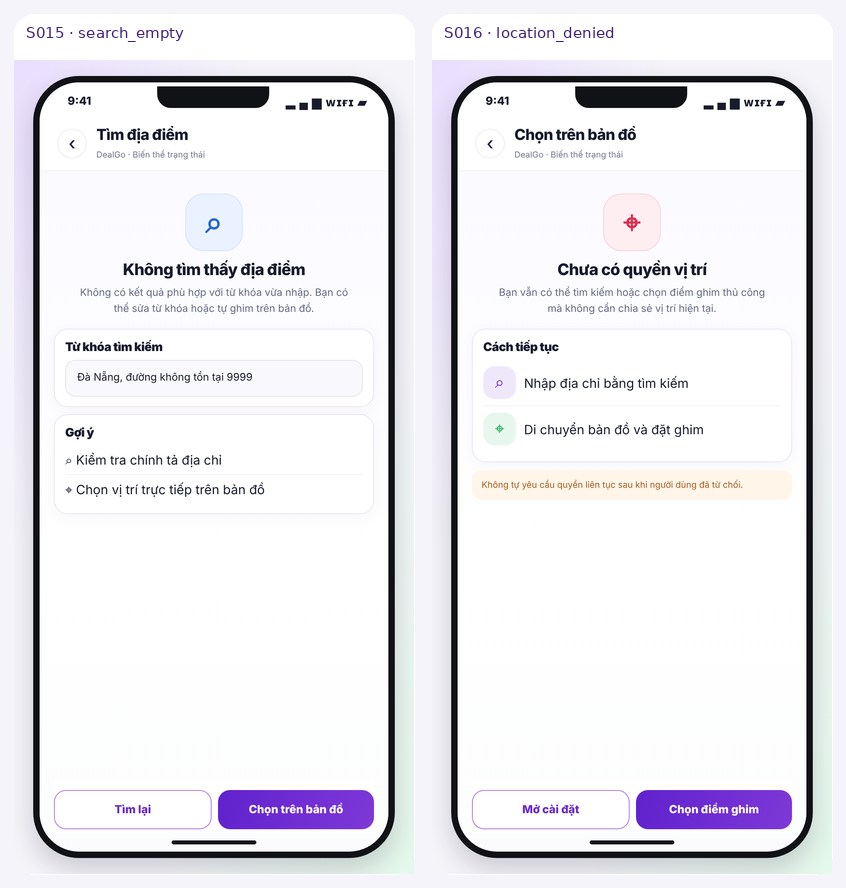 S015 · search_empty
9:41
WIFI
Tìm địa điểm
DealGo · Biến thể trạng thái
Không tìm thấy địa điểm
Không có kết quả phù hợp với từ khóa vừa nhập. Bạn có
thể sửa từ khóa hoặc tự ghim trên bản đồ.
Từ khóa tìm kiếm
Đà Nẵng, đường không tồn tại 9999
Gợi ý
⌕ Kiểm tra chính tả địa chỉ
⌖ Chọn vị trí trực tiếp trên bản đồ
Tìm lại
Chọn trên bản đồ
S016 · location_denied
9:41
WIFI
Chọn trên bản đồ
DealGo · Biến thể trạng thái
Chưa có quyền vị trí
Bạn vẫn có thể tìm kiếm hoặc chọn điểm ghim thủ công
mà không cần chia sẻ vị trí hiện tại.
Cách tiếp tục
Nhập địa chỉ bằng tìm kiếm
Di chuyển bản đồ và đặt ghim
Không tự yêu cầu quyền liên tục sau khi người dùng đã từ chối.
Mở cài đặt
Chọn điểm ghim